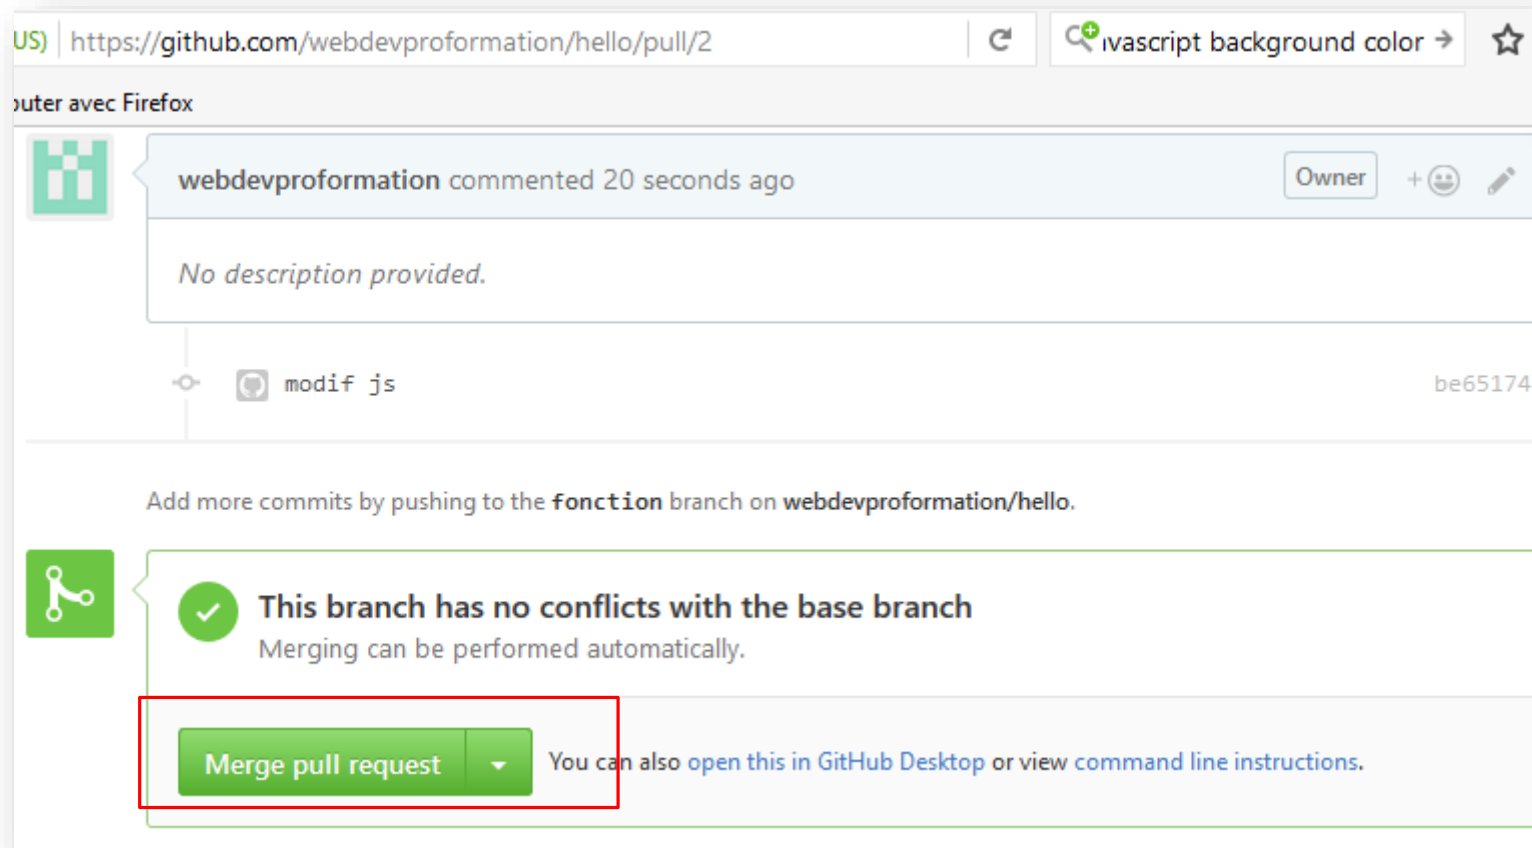 US) https://github.com/webdevproformation/hello/pull/2 vascript background color
outer avec Firefox
webdevproformation commented 20 seconds ago Owner
No description provided.
modif js be65174
Add more commits by pushing to the fonction branch on webdevproformation/hello.
This branch has no conflicts with the base branch
Merging can be performed automatically.
Merge pull request You can also open this in GitHub Desktop or view command line instructions.